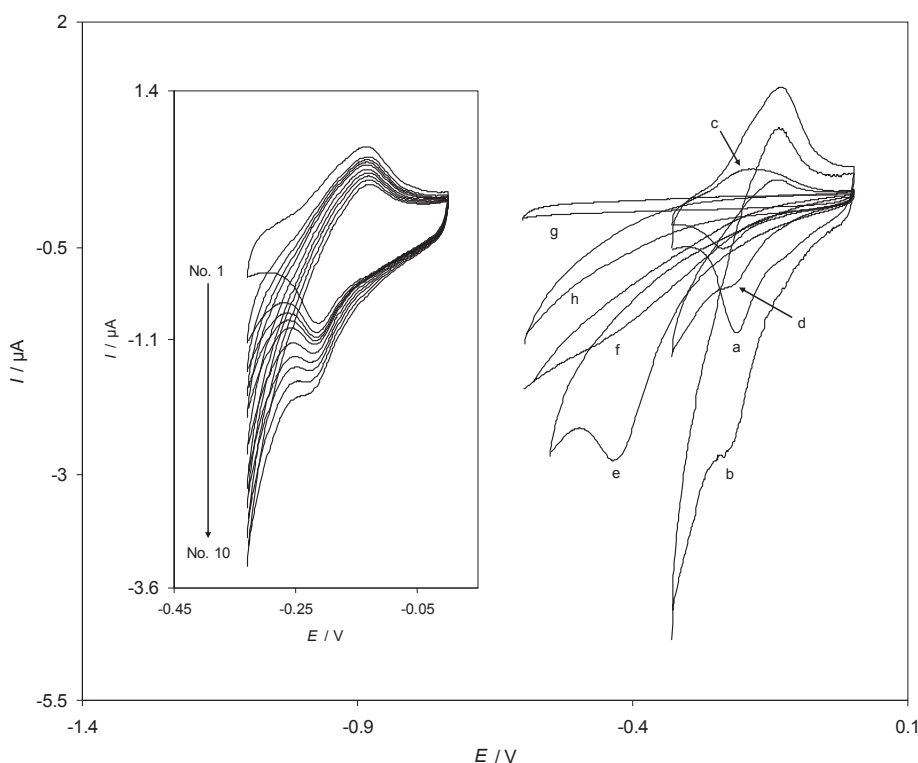 2
-0.5
-3
-5.5
I / µA
-1.4
-0.9
-0.4
0.1
E / V
1.4
-1.1
-3.6
I / µA
-0.45
-0.25
-0.05
E / V
No. 1
No. 10
c
g
h
d
f
a
e
b